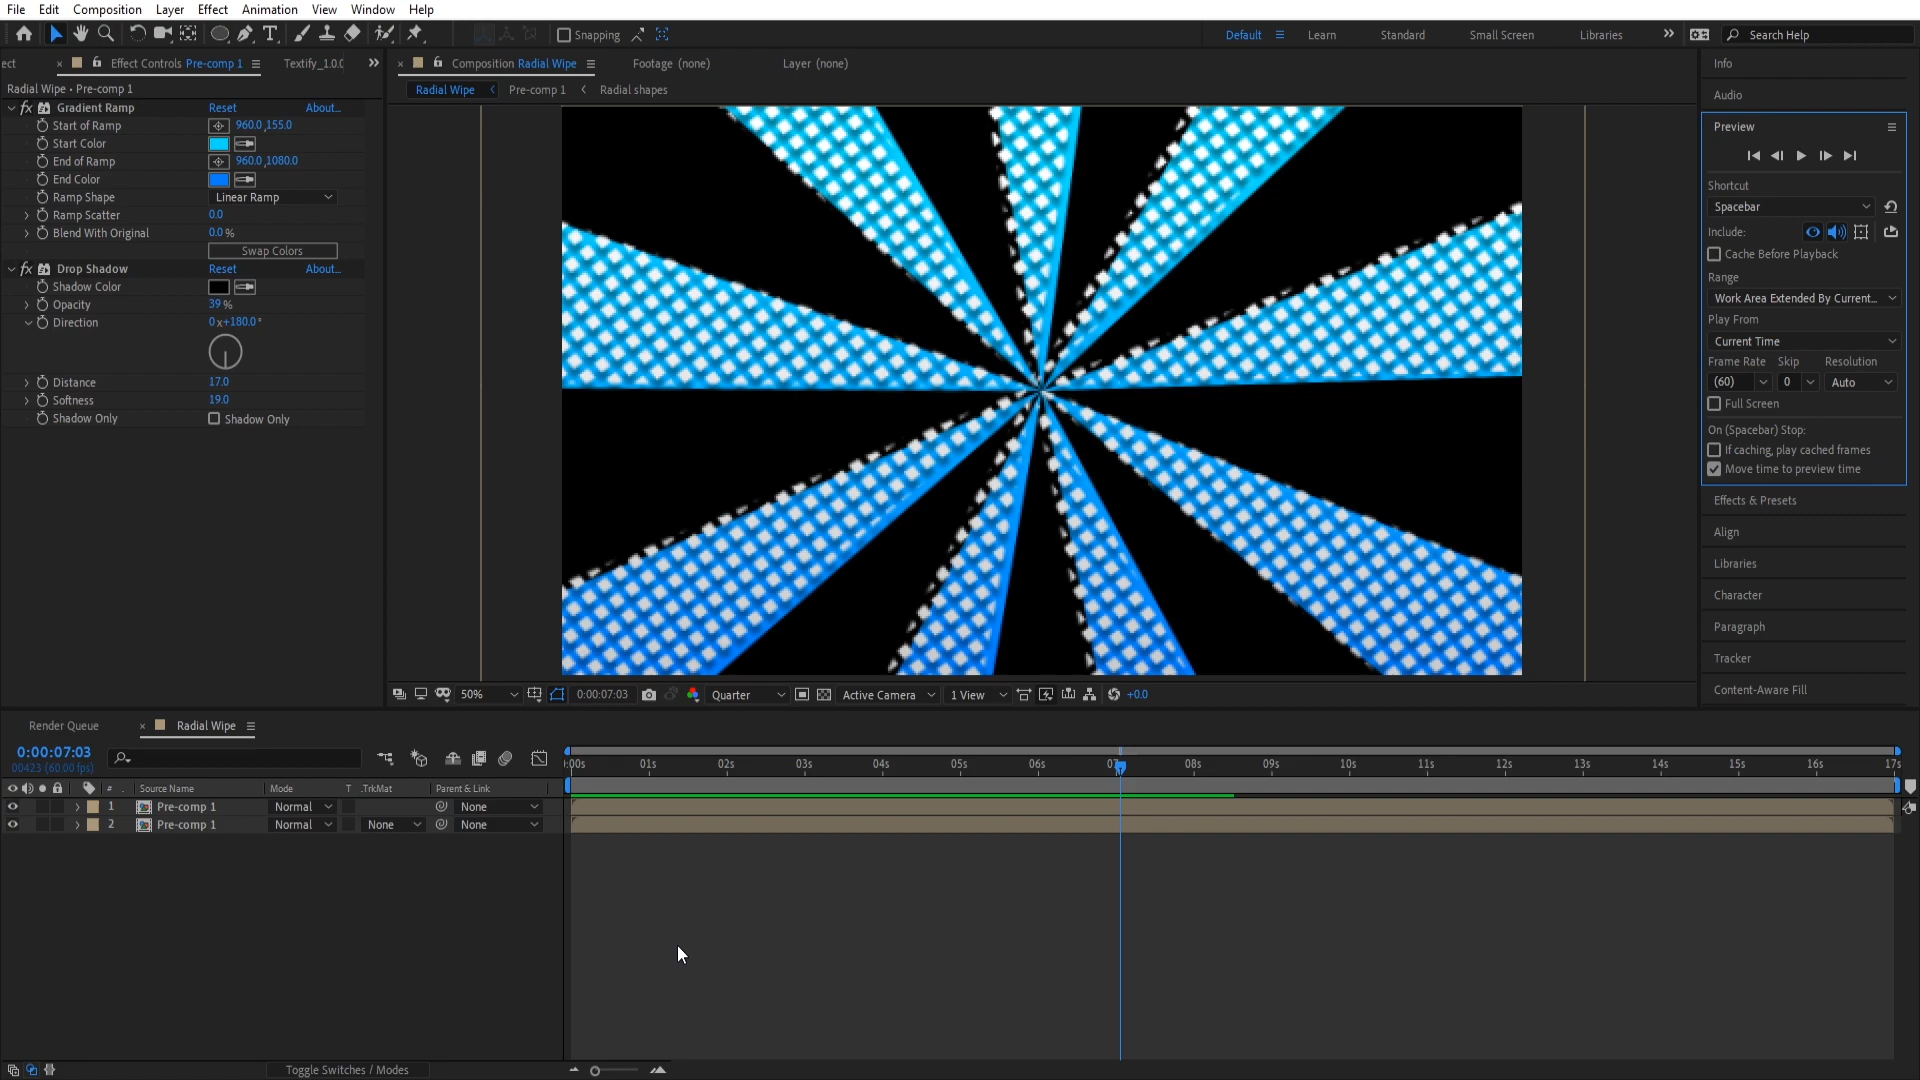 File Edit Composition Layer Effect Animation View Window Help
Snapping
Default Learn Standard Small Screen Libraries Search Help
ect Effect Controls Pre-comp 1 Textify_1.0.0
Composition Radial Wipe Footage (none) Layer (none)
Radial Wipe • Pre-comp 1
Radial Wipe Pre-comp 1 Radial shapes
fx Gradient Ramp Reset About...
Start of Ramp 960.0,155.0
Start Color
End of Ramp 960.0,1080.0
End Color
Ramp Shape Linear Ramp
Ramp Scatter 0.0
Blend With Original 0.0 %
Swap Colors
fx Drop Shadow Reset About...
Shadow Color
Opacity 39 %
Direction 0x+180.0°
Distance 17.0
Softness 19.0
Shadow Only Shadow Only
Info
Audio
Preview
Shortcut
Spacebar
Include:
Cache Before Playback
Range
Work Area Extended By Current...
Play From
Current Time
Frame Rate Skip Resolution
(60) 0 Auto
Full Screen
On (Spacebar) Stop:
If caching, play cached frames
Move time to preview time
Effects & Presets
Align
Libraries
Character
Paragraph
Tracker
Content-Aware Fill
50% 0:00:07:03 Quarter Active Camera 1 View +0.0
Render Queue Radial Wipe
0:00:07:03
00423 (60.00 fps)
:00s 01s 02s 03s 04s 05s 06s 07 08s 09s 10s 11s 12s 13s 14s 15s 16s 17s
# . Source Name Mode T .TrkMat Parent & Link
1 Pre-comp 1 Normal None
2 Pre-comp 1 Normal None None
Toggle Switches / Modes